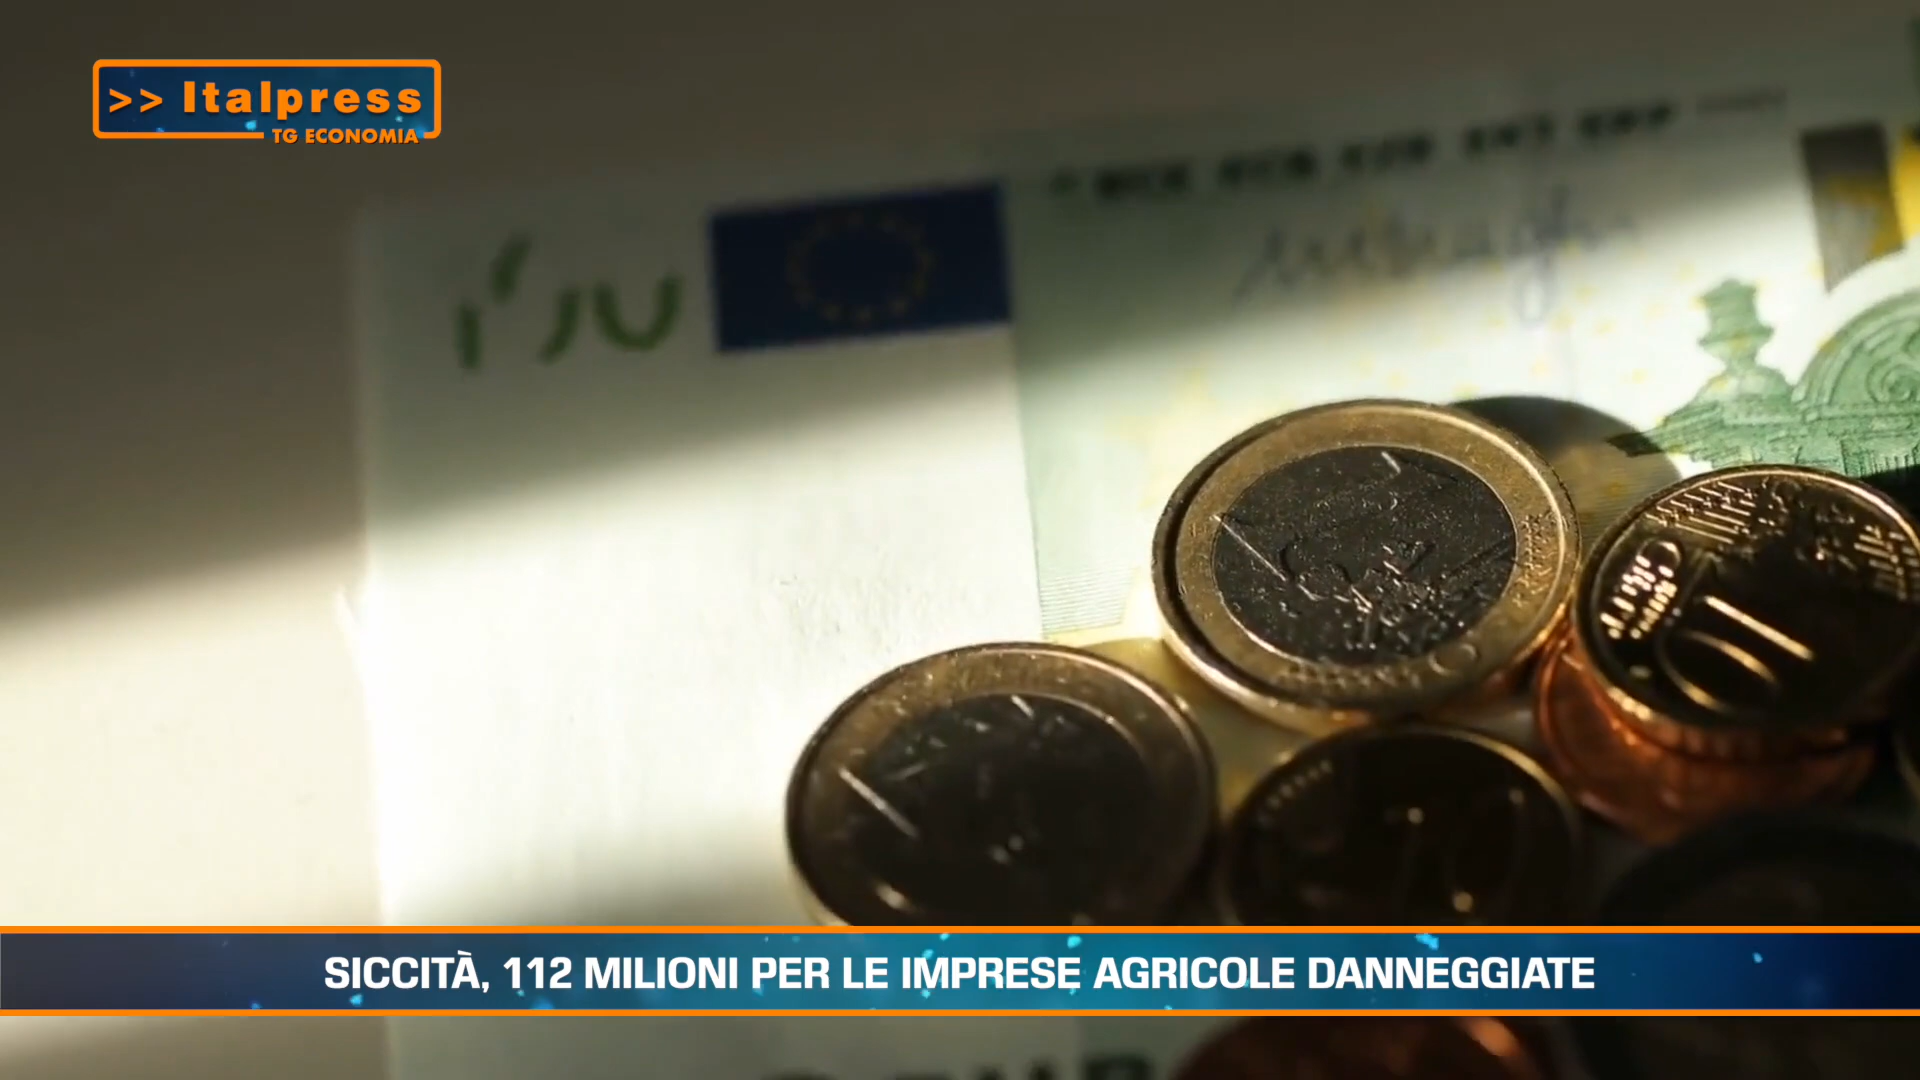 >> Italpress
TG ECONOMIA
SICCITÀ, 112 MILIONI PER LE IMPRESE AGRICOLE DANNEGGIATE